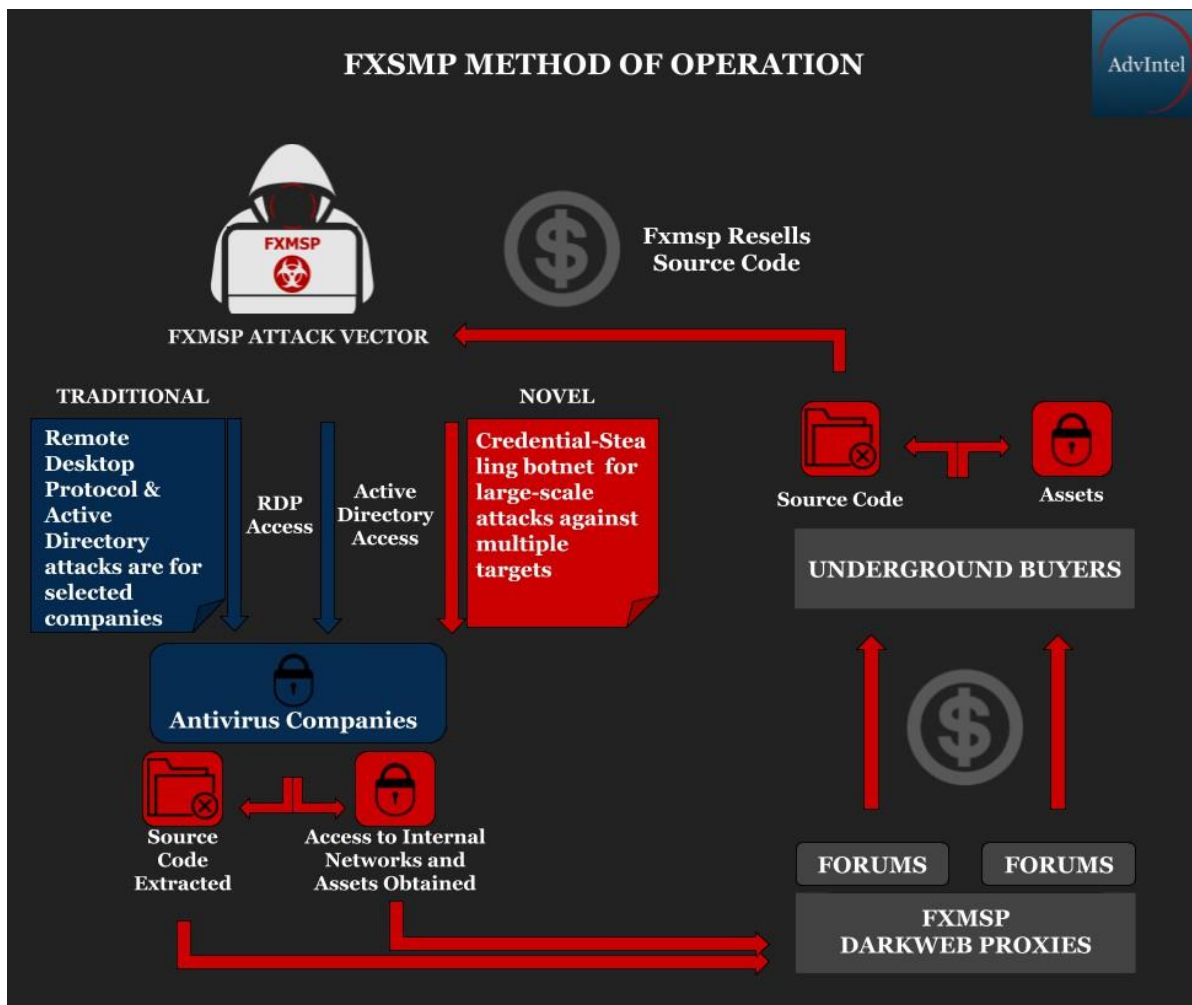 FXSMP METHOD OF OPERATION
AdvIntel
FXMSP
Fxmsp Resells
Source Code
FXMSP ATTACK VECTOR
TRADITIONAL
Remote
Desktop
Protocol &
Active
Directory
attacks are for
selected
companies
RDP
Access
Active
Directory
Access
NOVEL
Credential-Stea
ling botnet for
large-scale
attacks against
multiple
targets
Antivirus Companies
Source
Code
Extracted
Access to Internal
Networks and
Assets Obtained
Source Code
Assets
UNDERGROUND BUYERS
FORUMS
FORUMS
FXMSP
DARKWEB PROXIES